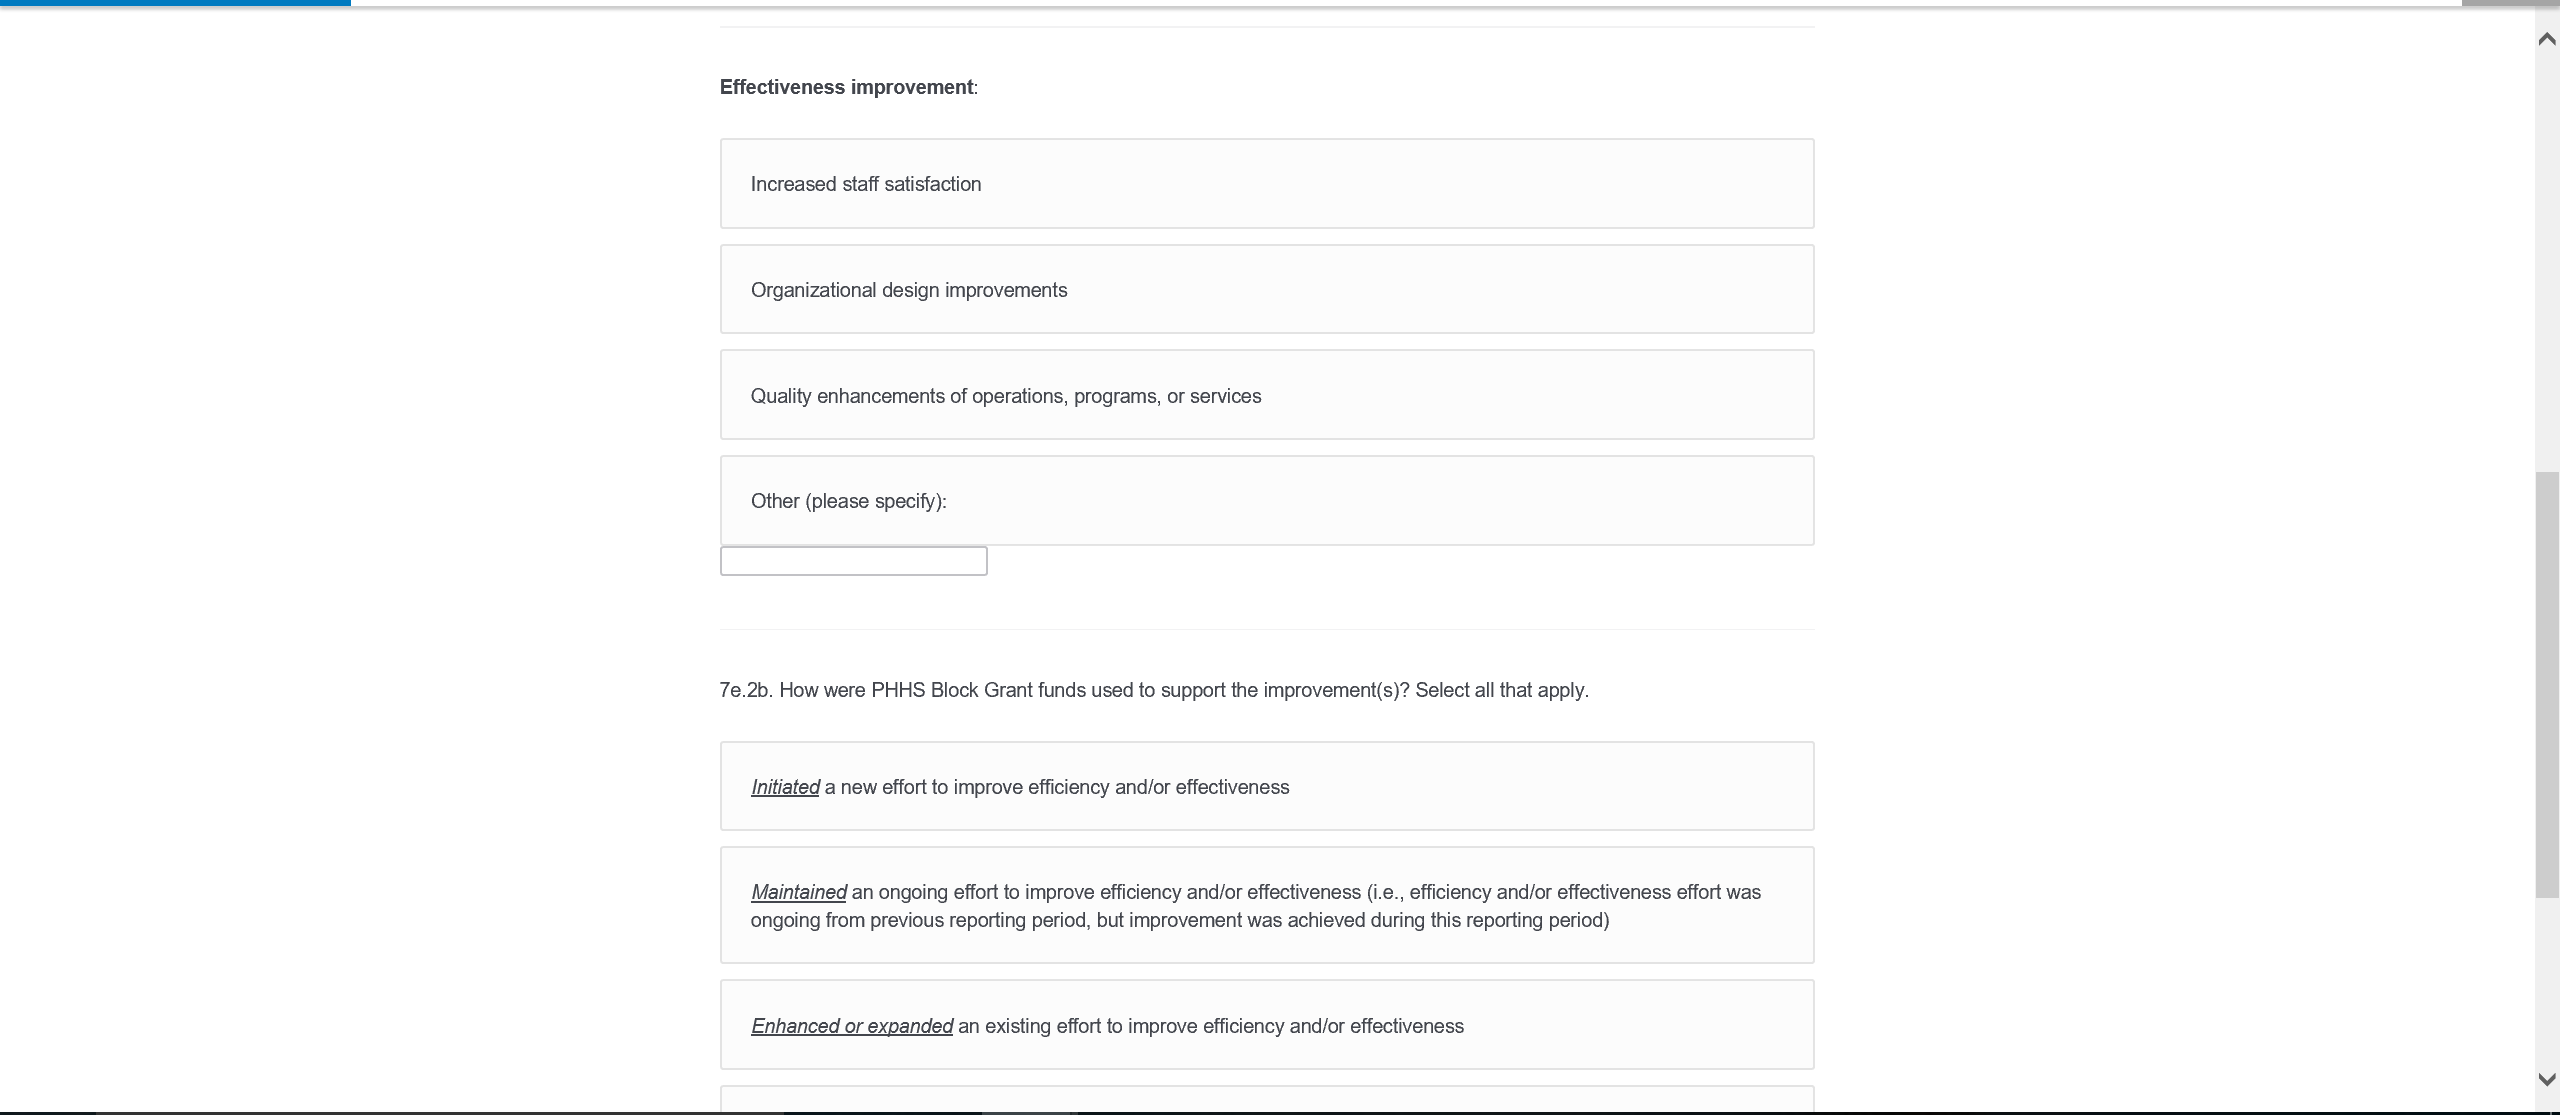 Effectiveness improvement:
Increased staff satisfaction
Organizational design improvements
Quality enhancements of operations, programs, or services
Other (please specify):
7e.2b. How were PHHS Block Grant funds used to support the improvement(s)? Select all that apply.
Initiated a new effort to improve efficiency and/or effectiveness
Maintained an ongoing effort to improve efficiency and/or effectiveness (i.e., efficiency and/or effectiveness effort was
ongoing from previous reporting period, but improvement was achieved during this reporting period)
Enhanced or expanded an existing effort to improve efficiency and/or effectiveness